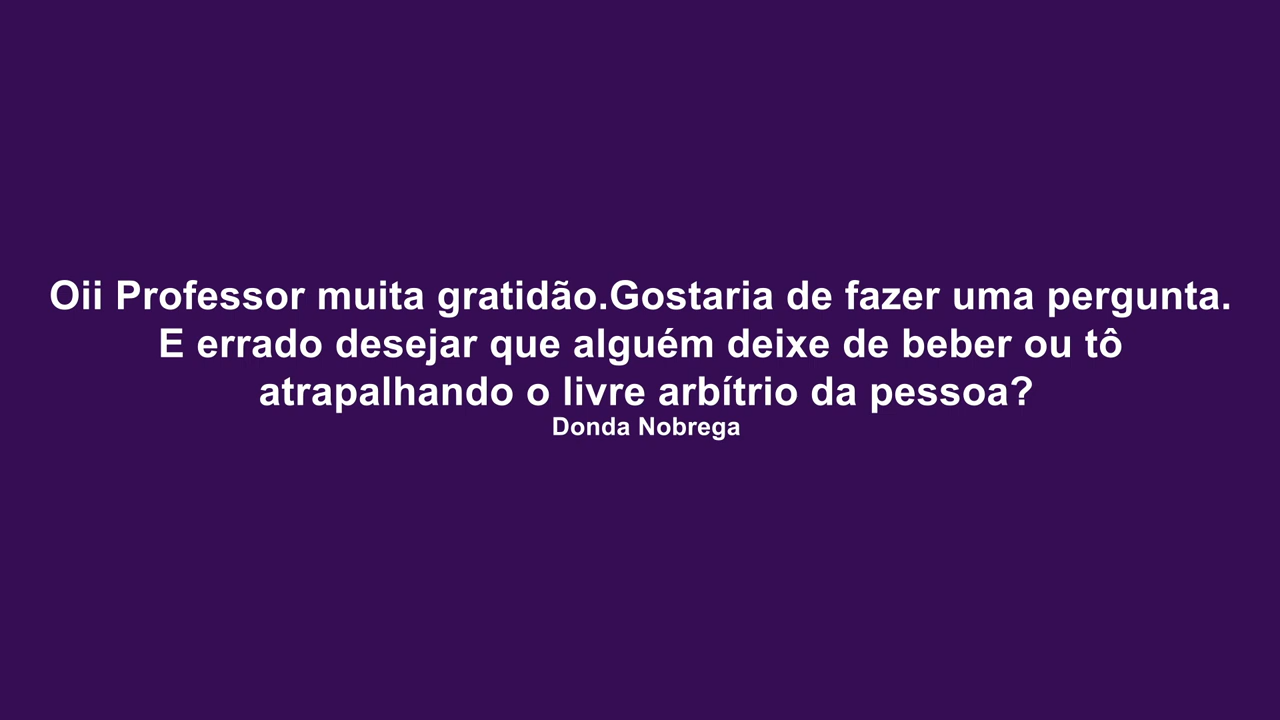 Oii Professor muita gratidão.Gostaria de fazer uma pergunta.
E errado desejar que alguém deixe de beber ou tô
atrapalhando o livre arbítrio da pessoa?
Donda Nobrega